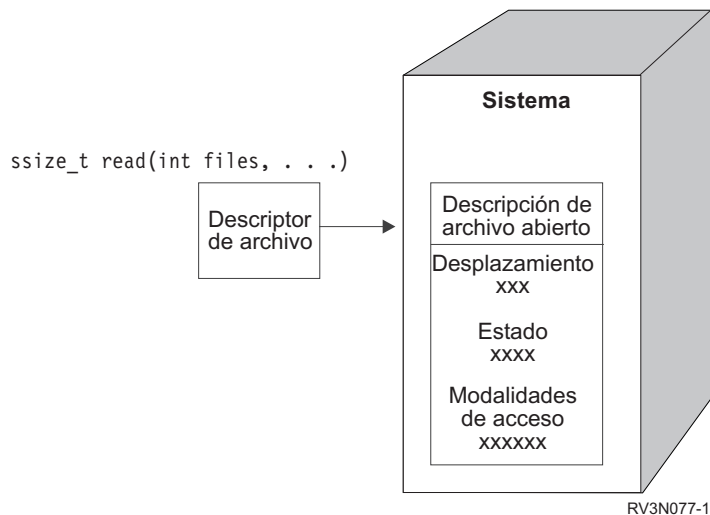 Sistema
ssize_t read(int files, . . .)
Descriptor
de archivo
Descripción de
archivo abierto
Desplazamiento
xxx
Estado
xxxx
Modalidades
de acceso
xxxxxx
RV3N077-1